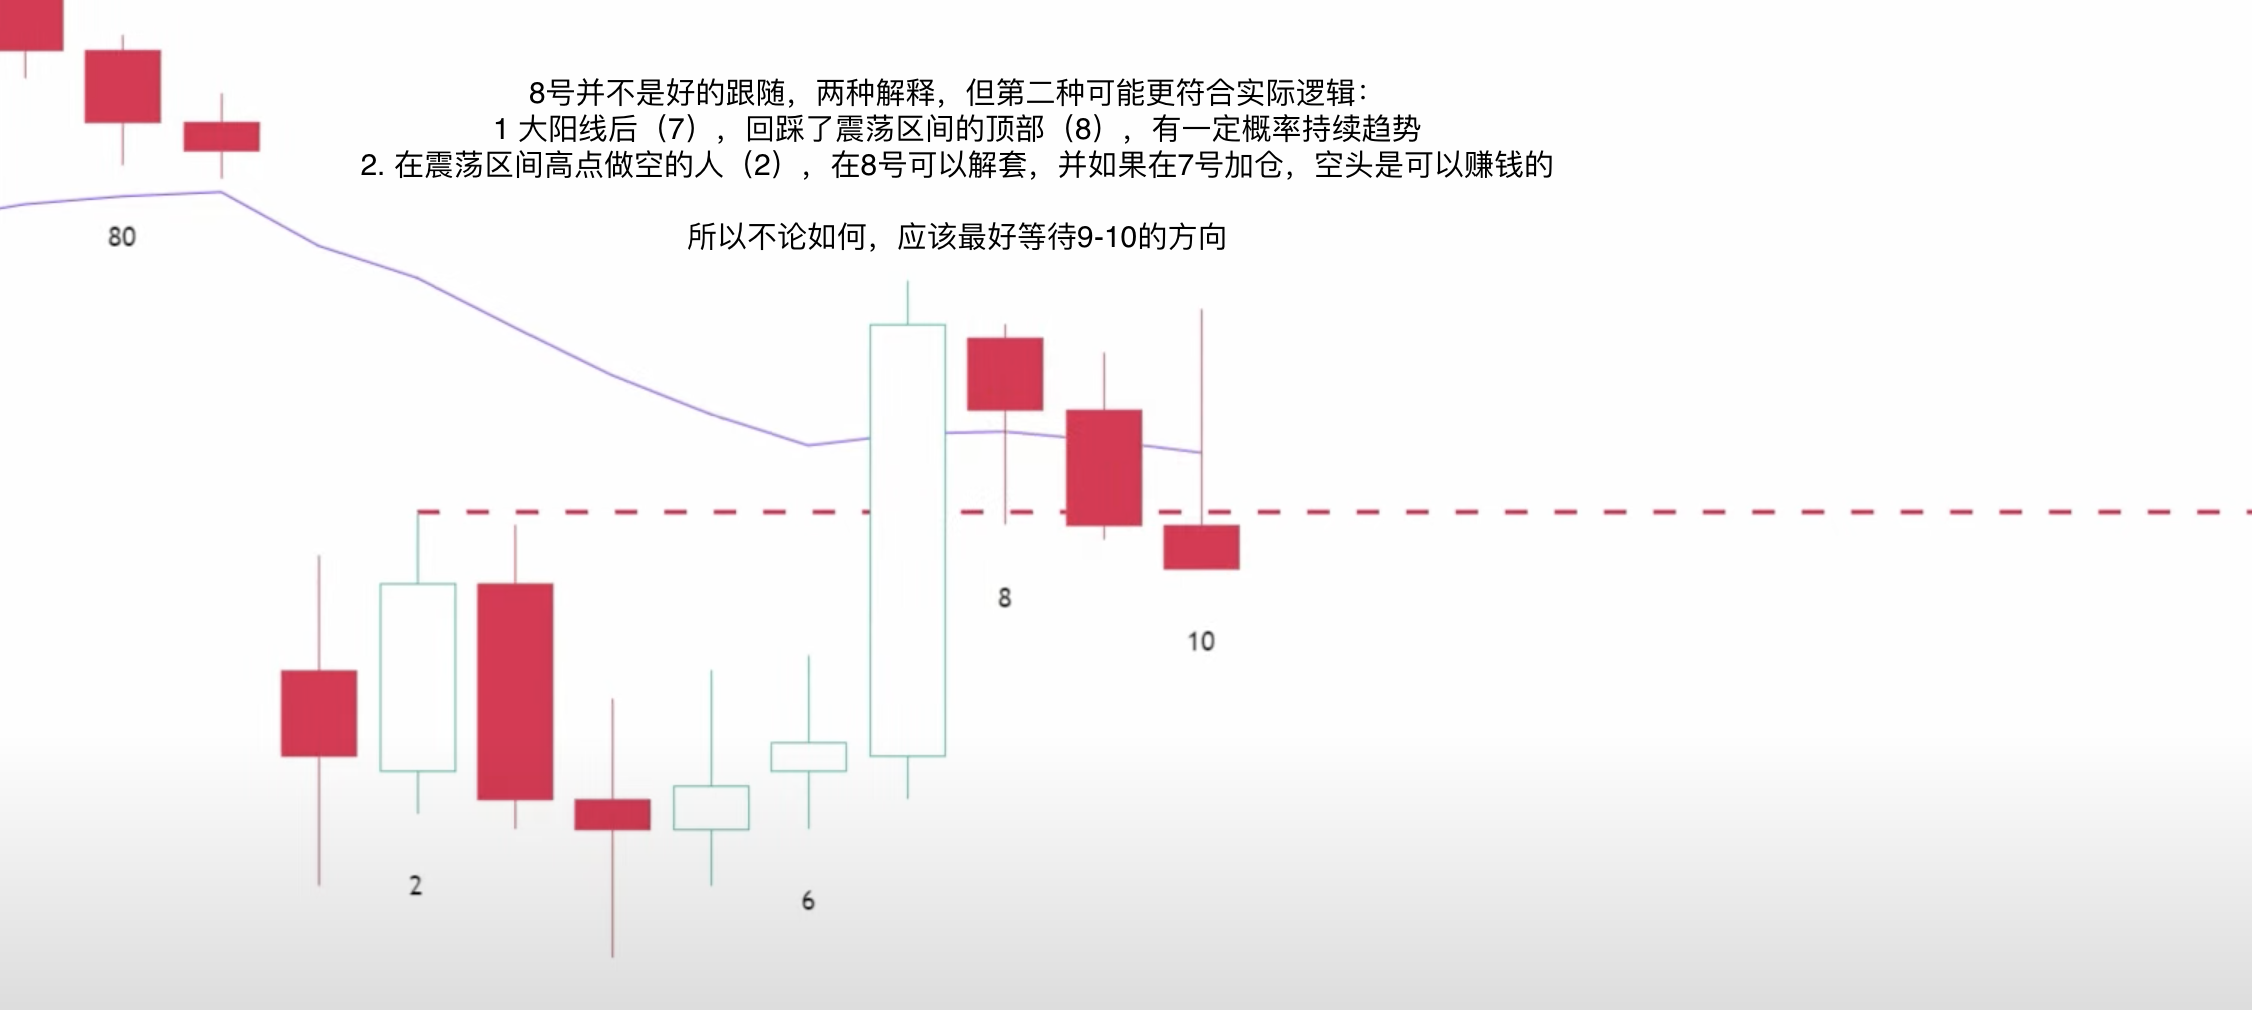 8号并不是好的跟随，两种解释，但第二种可能更符合实际逻辑：
1 大阳线后（7），回踩了震荡区间的顶部（8），有一定概率持续趋势
2. 在震荡区间高点做空的人（2），在8号可以解套，并如果在7号加仓，空头是可以赚钱的
所以不论如何，应该最好等待9-10的方向
80
8
10
2
6